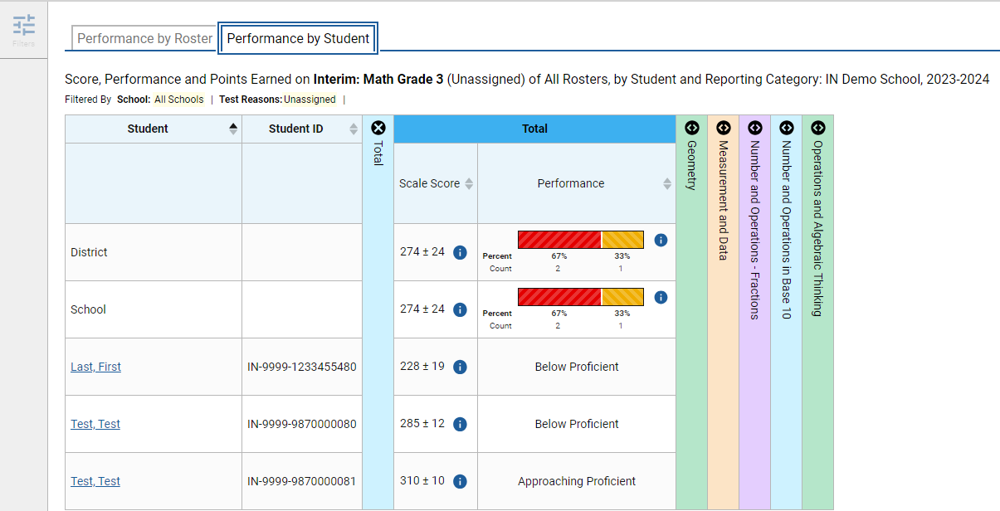 Filters
Performance by Roster
Performance by Student
Score, Performance and Points Earned on Interim: Math Grade 3 (Unassigned) of All Rosters, by Student and Reporting Category: IN Demo School, 2023-2024
Filtered By School: All Schools | Test Reasons: Unassigned |
Student
Student ID
Total
Total
Scale Score
Performance
Geometry
Measurement and Data
Number and Operations - Fractions
Number and Operations in Base 10
Operations and Algebraic Thinking
District
274 ± 24
Percent 67% 33%
Count 2 1
School
274 ± 24
Percent 67% 33%
Count 2 1
Last, First IN-9999-1233455480 228 ± 19 Below Proficient
Test, Test IN-9999-9870000080 285 ± 12 Below Proficient
Test, Test IN-9999-9870000081 310 ± 10 Approaching Proficient